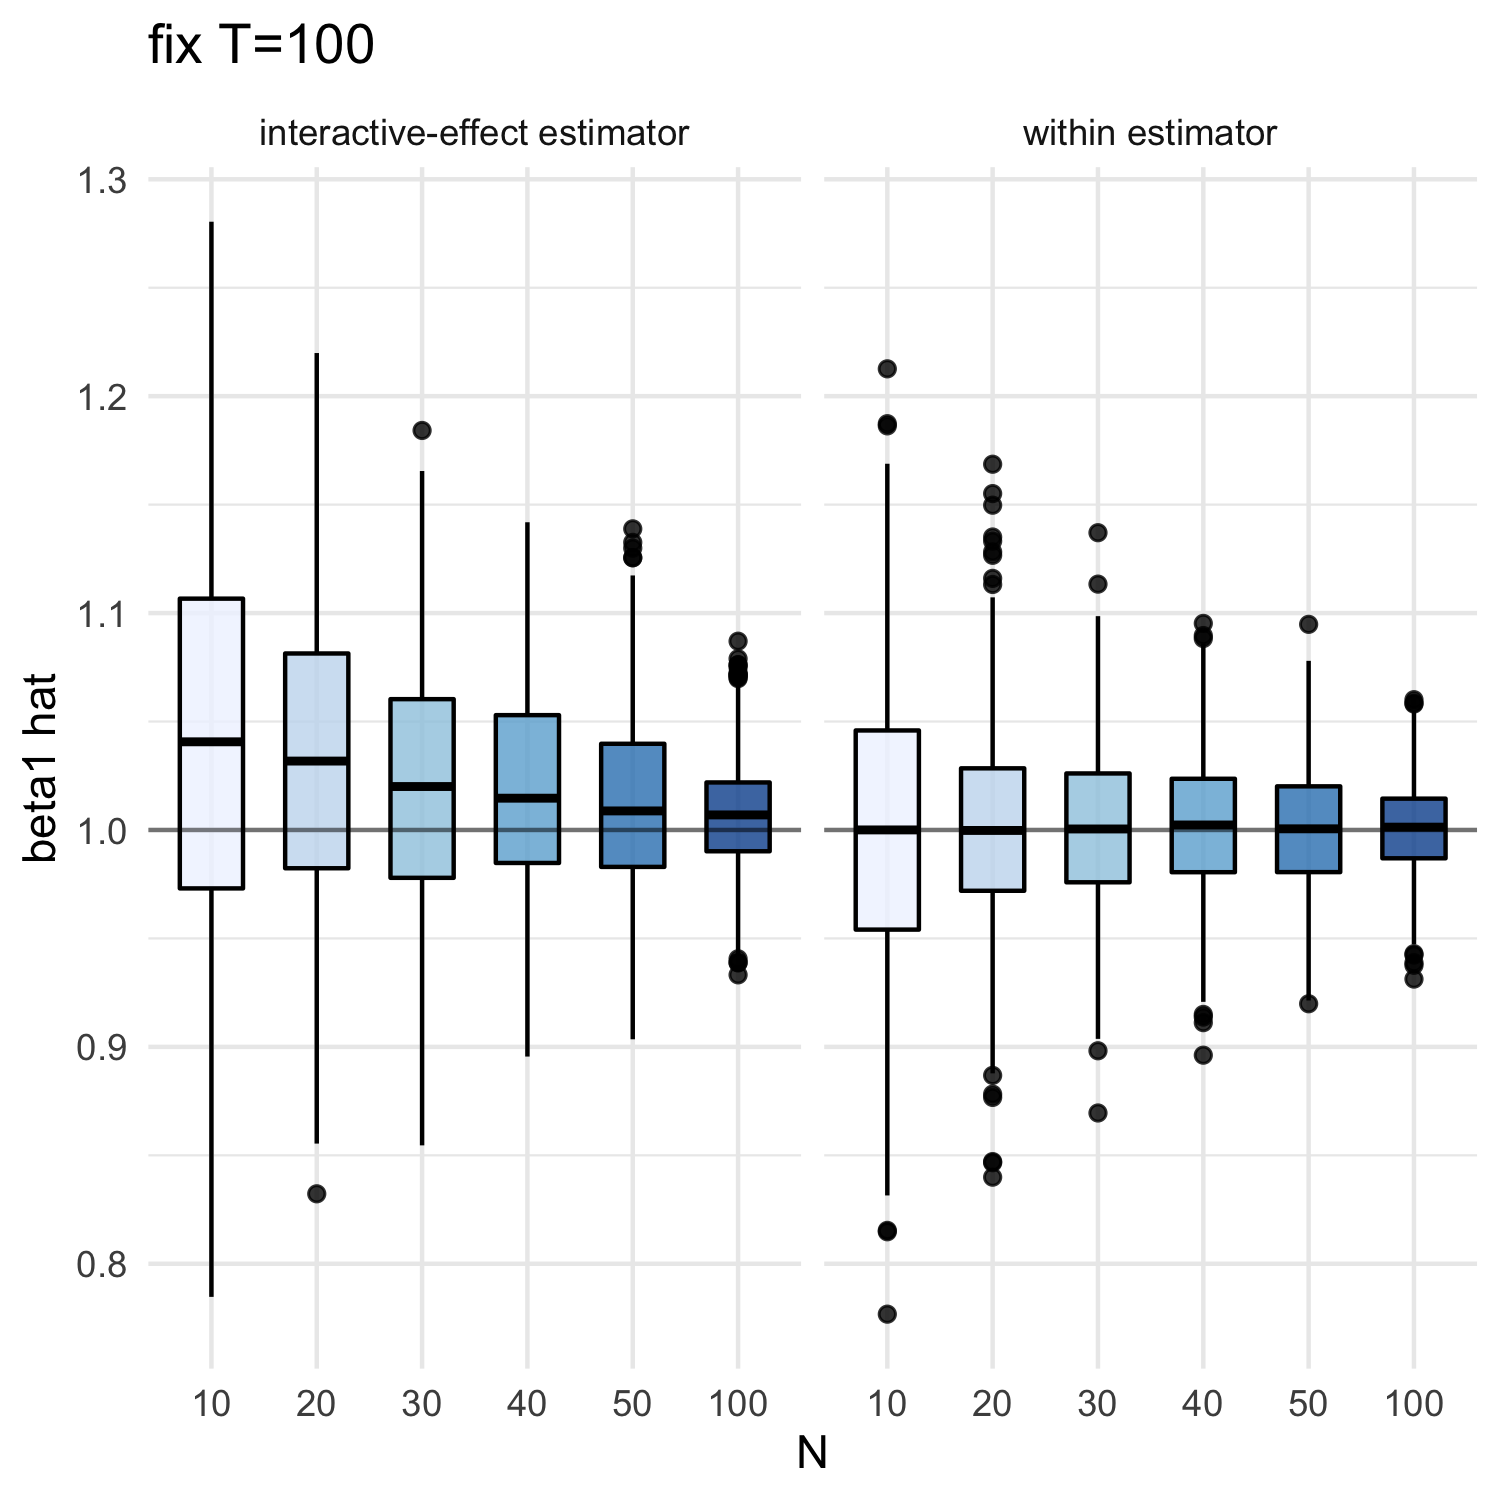 fix T=100
interactive-effect estimator within estimator
1.3
1.2
1.1
1.0
0.9
0.8
beta1 hat
10 20 30 40 50 100 10 20 30 40 50 100
N